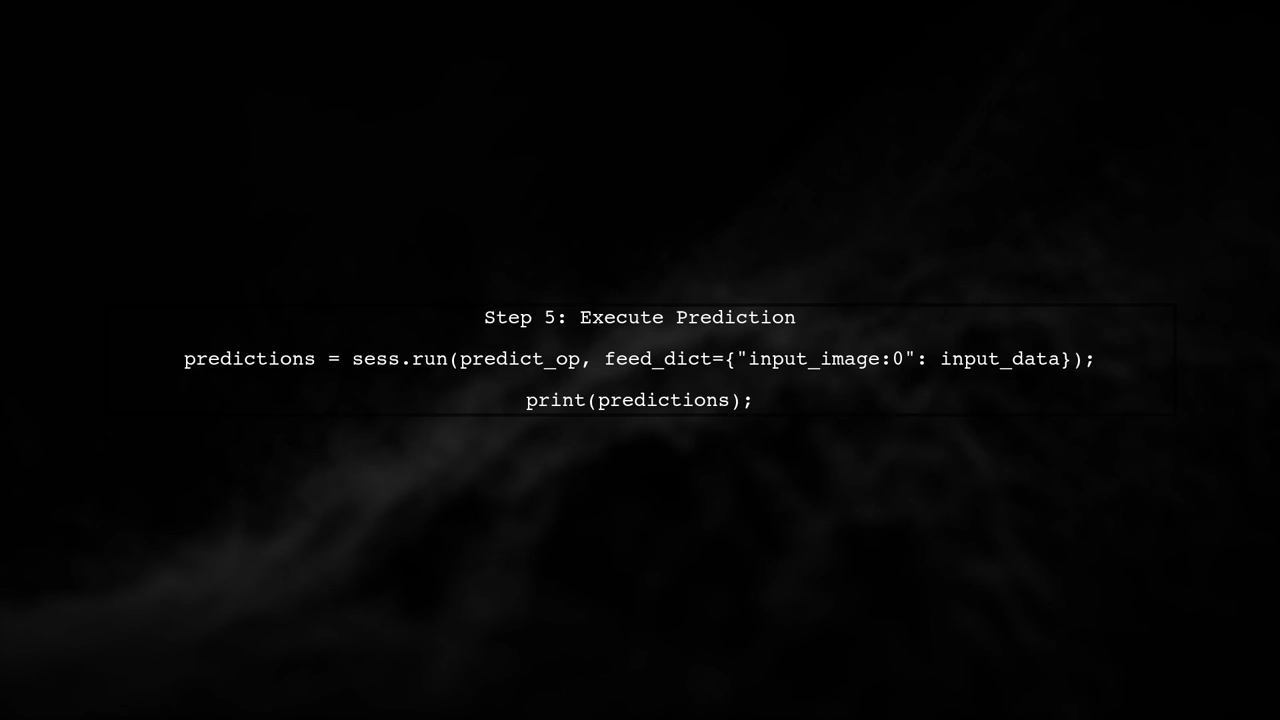 Step 5: Execute Prediction
predictions = sess.run(predict_op, feed_dict={"input_image:0": input_data});
print(predictions);